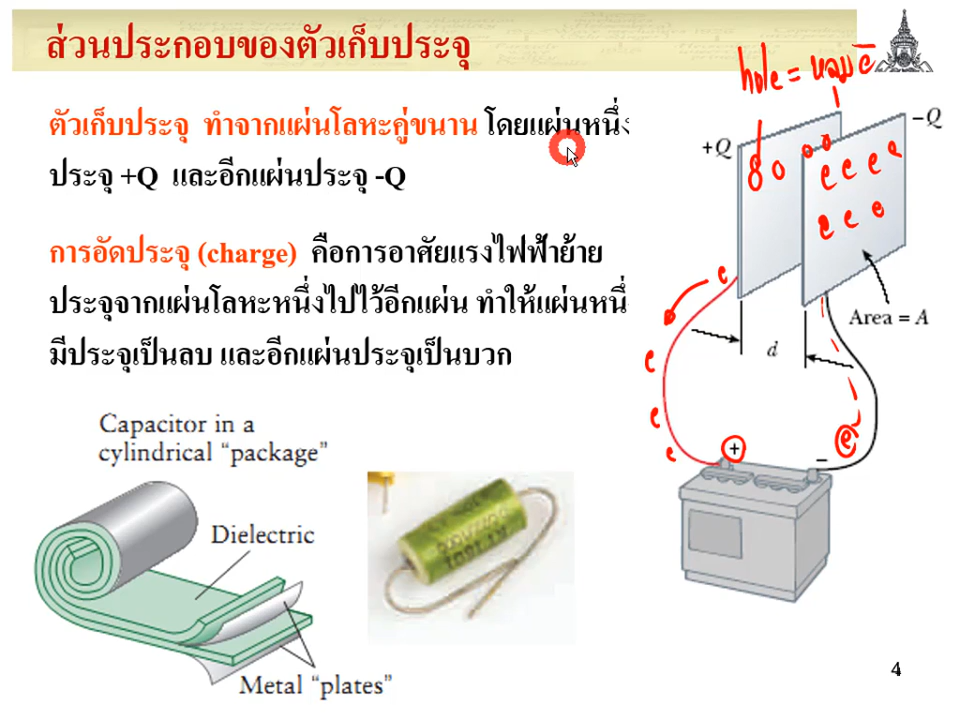 ส่วนประกอบของตัวเก็บประจุ
hole = หลุม ē
ตัวเก็บประจุ ทำจากแผ่นโลหะคู่ขนาน โดยแผ่นหนึ่ง
ประจุ +Q และอีกแผ่นประจุ -Q
การอัดประจุ (charge) คือการอาศัยแรงไฟฟ้าย้าย
ประจุจากแผ่นโลหะหนึ่งไปไว้อีกแผ่น ทำให้แผ่นหนึ่
มีประจุเป็นลบ และอีกแผ่นประจุเป็นบวก
+Q
−Q
e e e e
e e
e
Area = A
d
e
e
e
e
+
−
Capacitor in a
cylindrical “package”
Dielectric
Metal “plates”
4